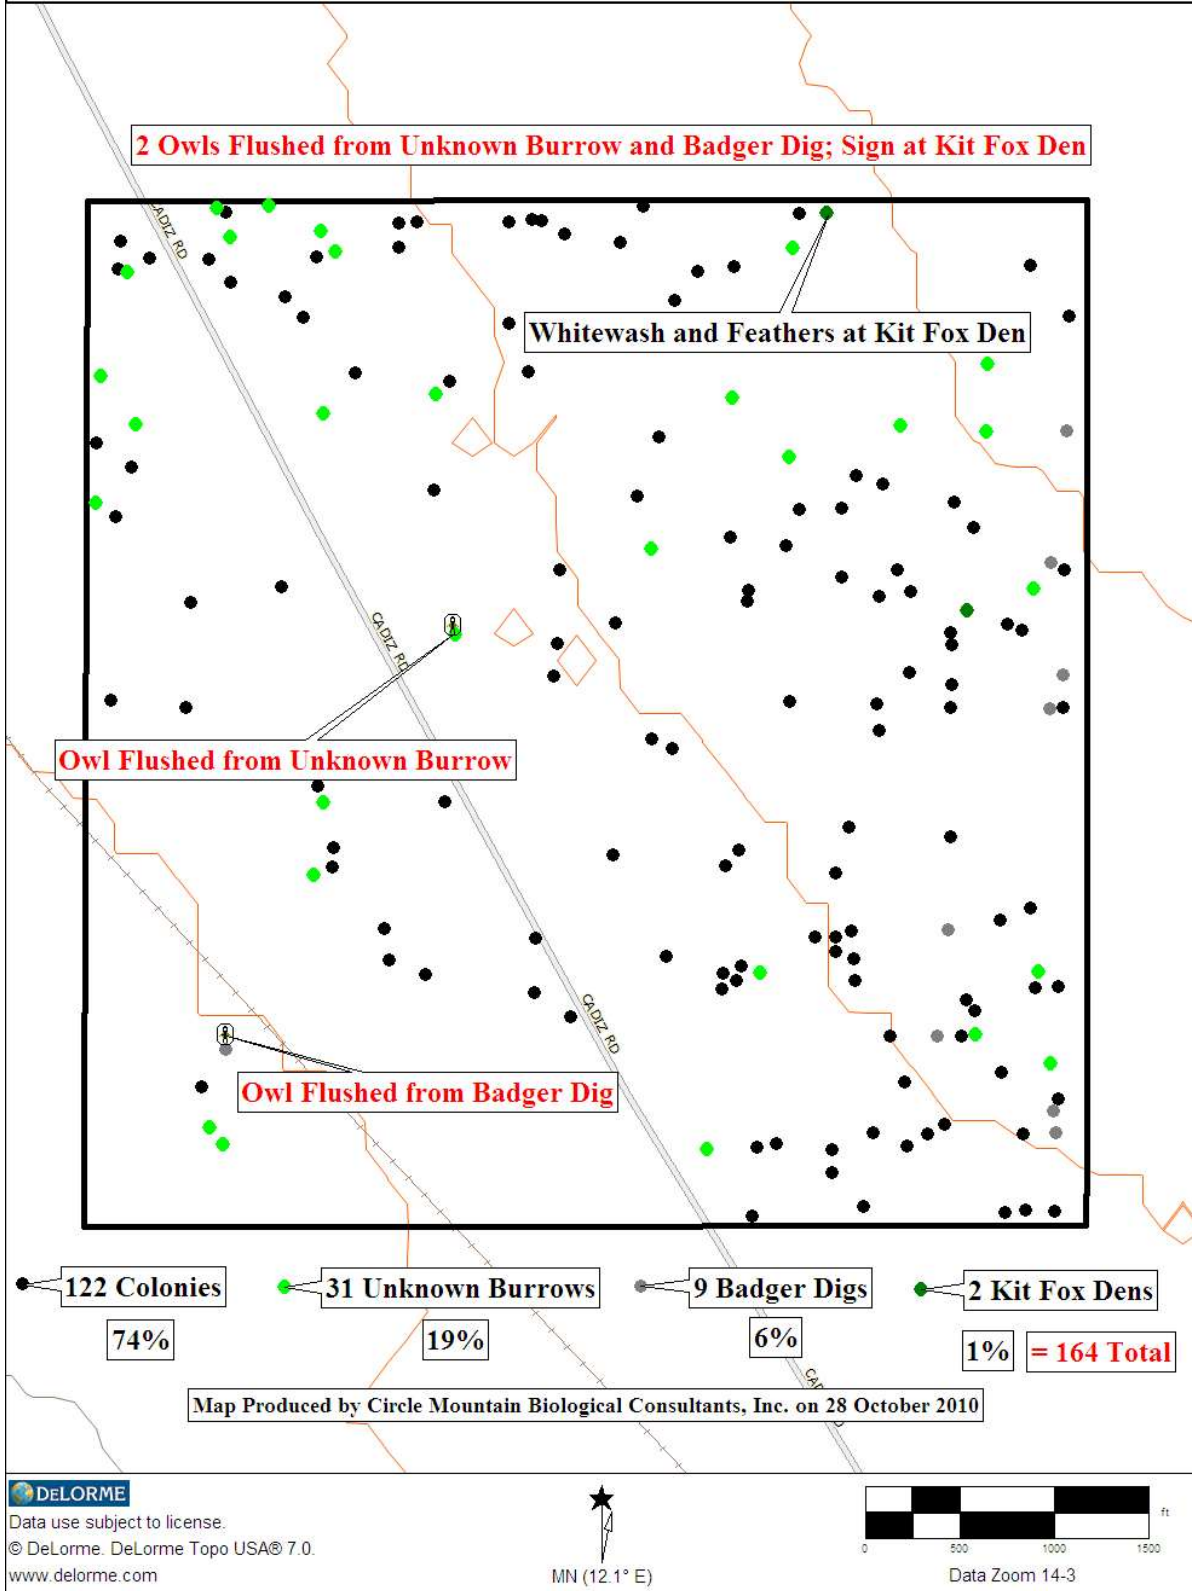 2 Owls Flushed from Unknown Burrow and Badger Dig; Sign at Kit Fox Den
CADIZ RD
Whitewash and Feathers at Kit Fox Den
CADIZ RD
Owl Flushed from Unknown Burrow
CADIZ RD
Owl Flushed from Badger Dig
122 Colonies
31 Unknown Burrows
9 Badger Digs
2 Kit Fox Dens
74%
19%
6%
1%
= 164 Total
Map Produced by Circle Mountain Biological Consultants, Inc. on 28 October 2010
DELORME
Data use subject to license.
© DeLorme. DeLorme Topo USA® 7.0.
www.delorme.com
MN (12.1° E)
ft
0 500 1000 1500
Data Zoom 14-3